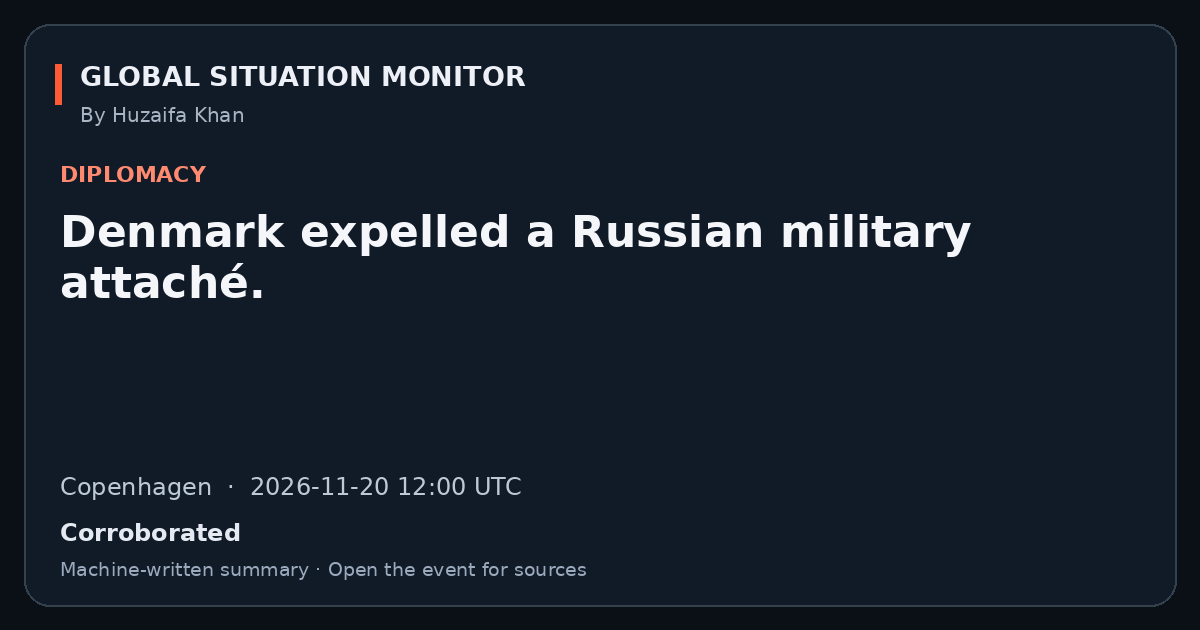 GLOBAL SITUATION MONITOR
By Huzaifa Khan
DIPLOMACY
Denmark expelled a Russian military
attaché.
Copenhagen · 2026-11-20 12:00 UTC
Corroborated
Machine-written summary · Open the event for sources